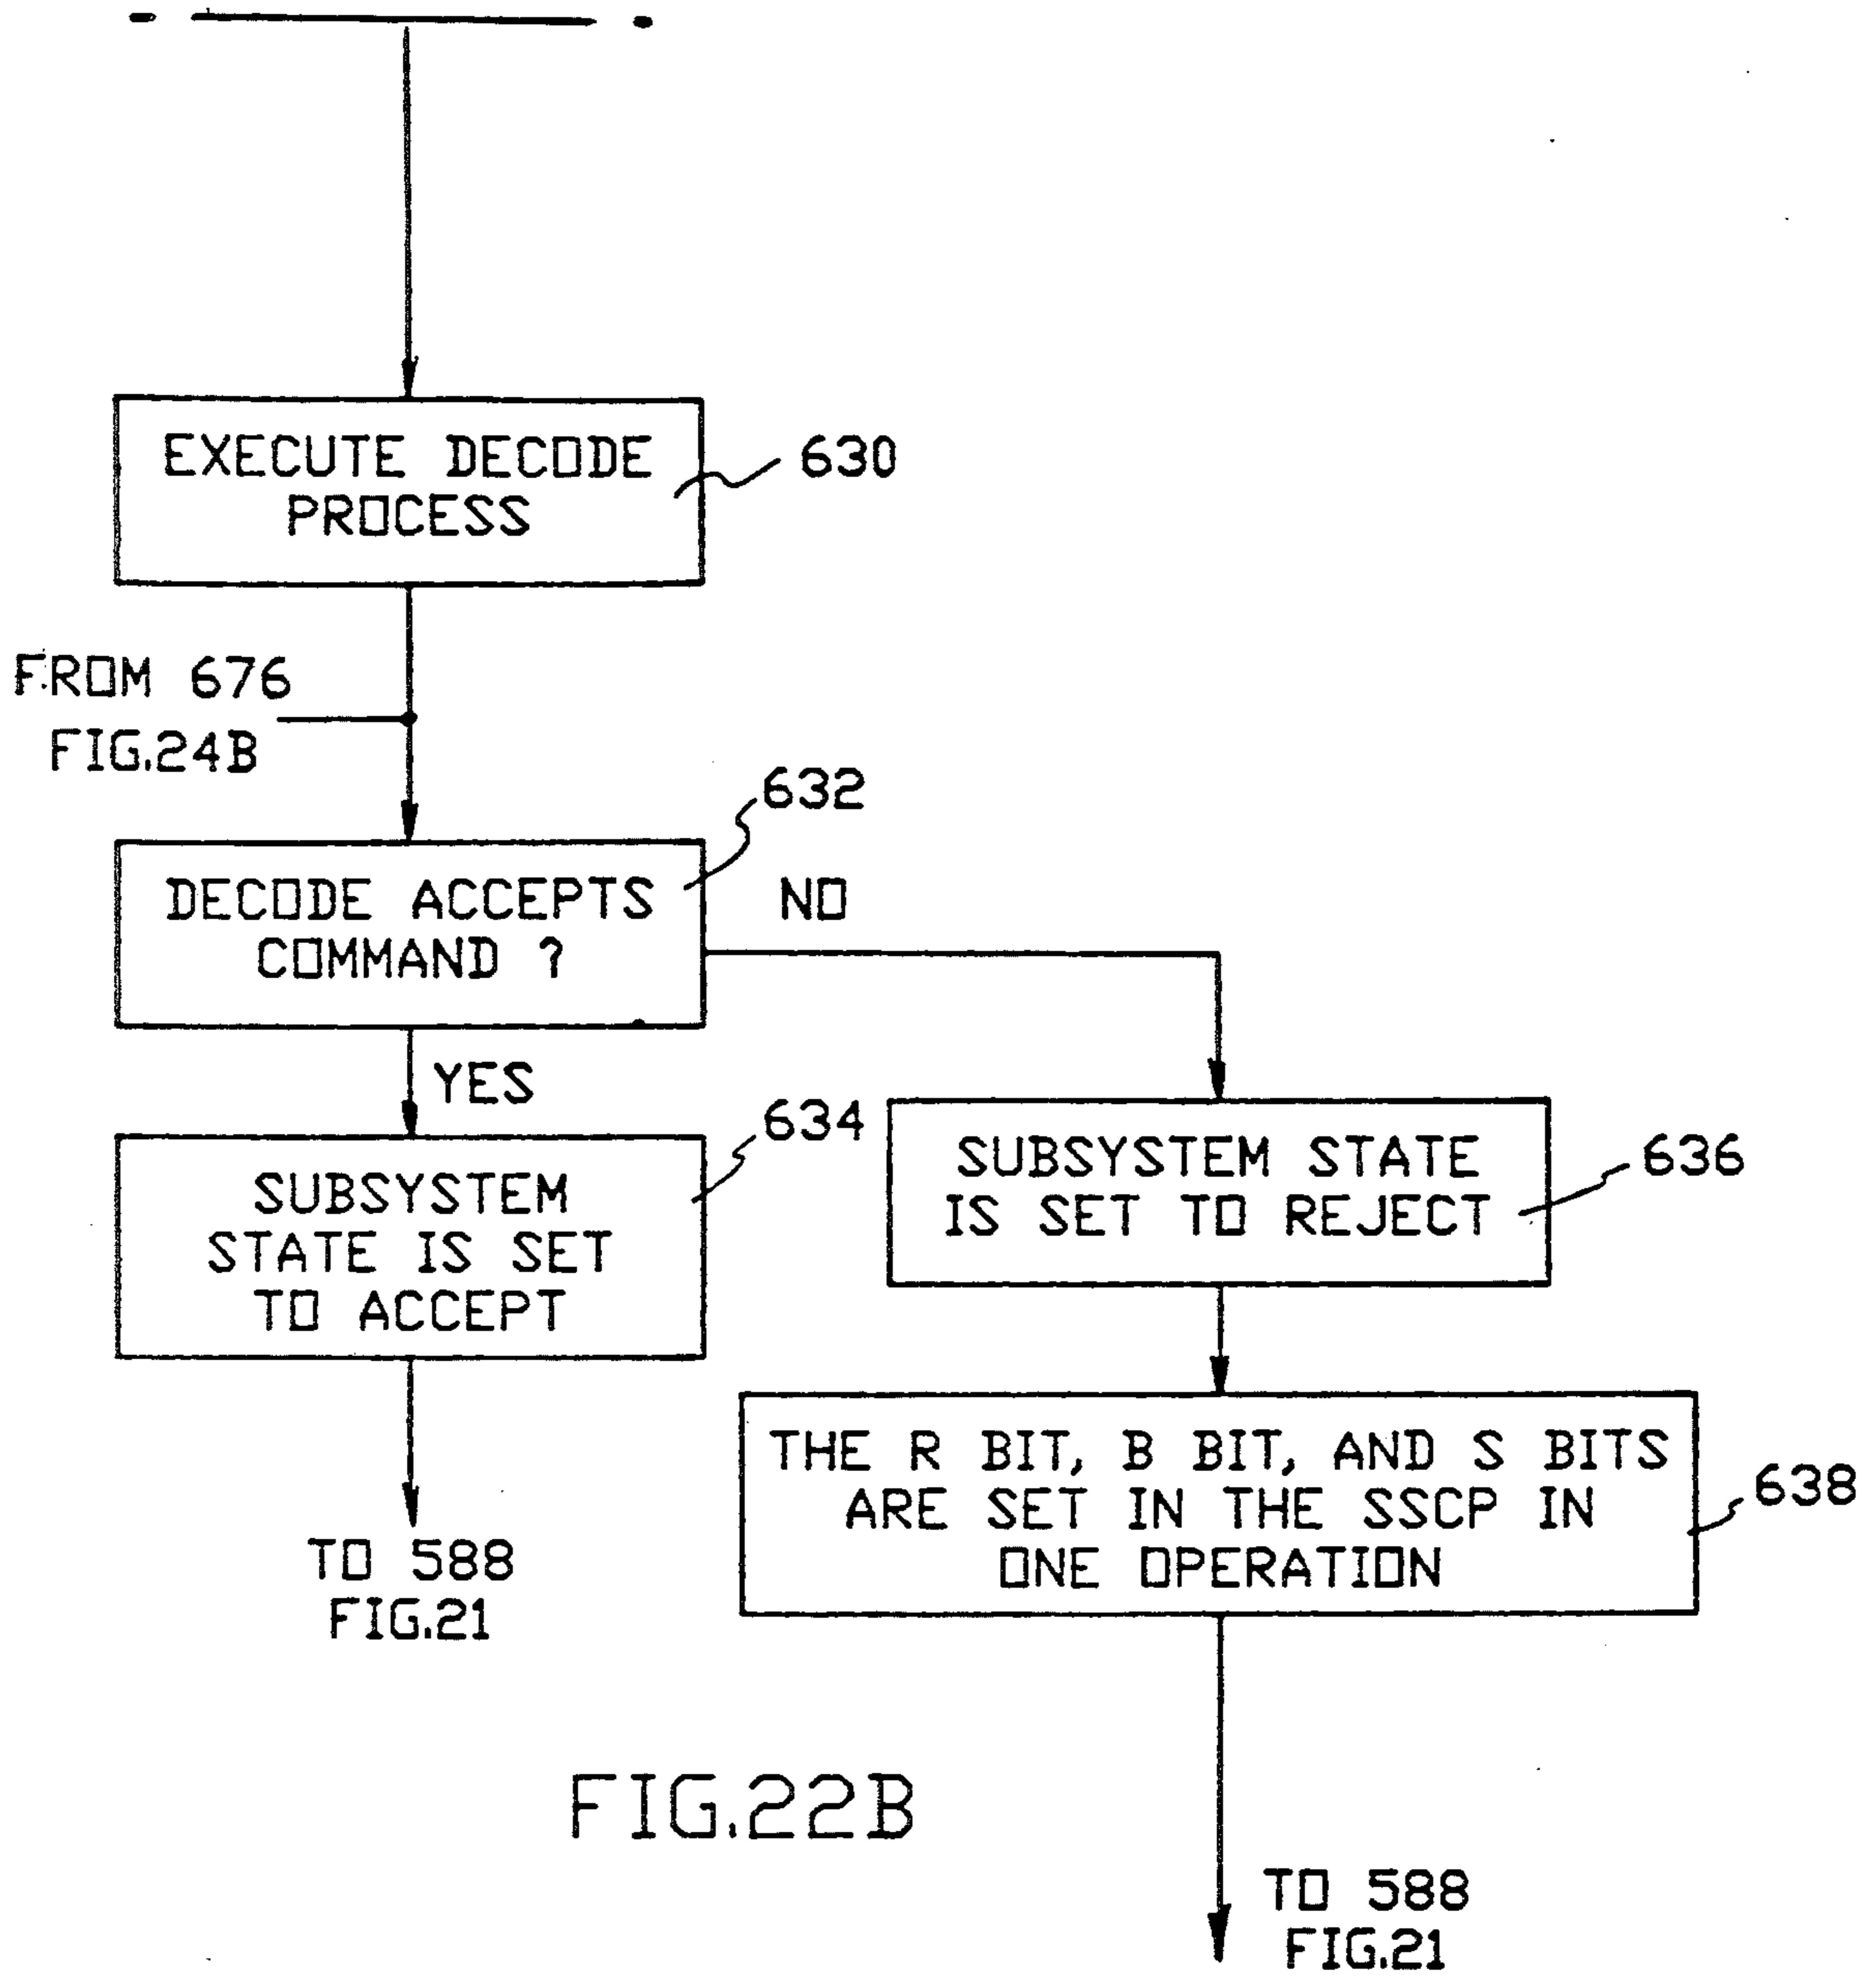 EXECUTE DECODE
PROCESS
630
FROM 676
FIG.24B
632
DECODE ACCEPTS
COMMAND ?
NO
YES
634
SUBSYSTEM
STATE IS SET
TO ACCEPT
SUBSYSTEM STATE
IS SET TO REJECT
636
THE R BIT, B BIT, AND S BITS
ARE SET IN THE SSCP IN
ONE OPERATION
638
TO 588
FIG.21
FIG.22B
TO 588
FIG.21